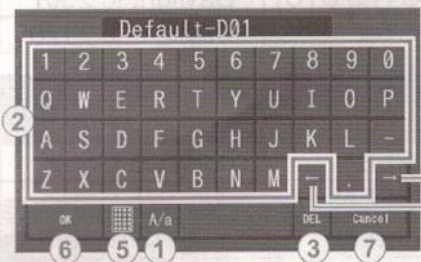 Default-D01
1 2 3 4 5 6 7 8 9 0
Q W E R T Y U I O P
A S D F G H J K L -
Z X C V B N M ← . →
OK A/a DEL Cancel
2
6 5 1 3 7